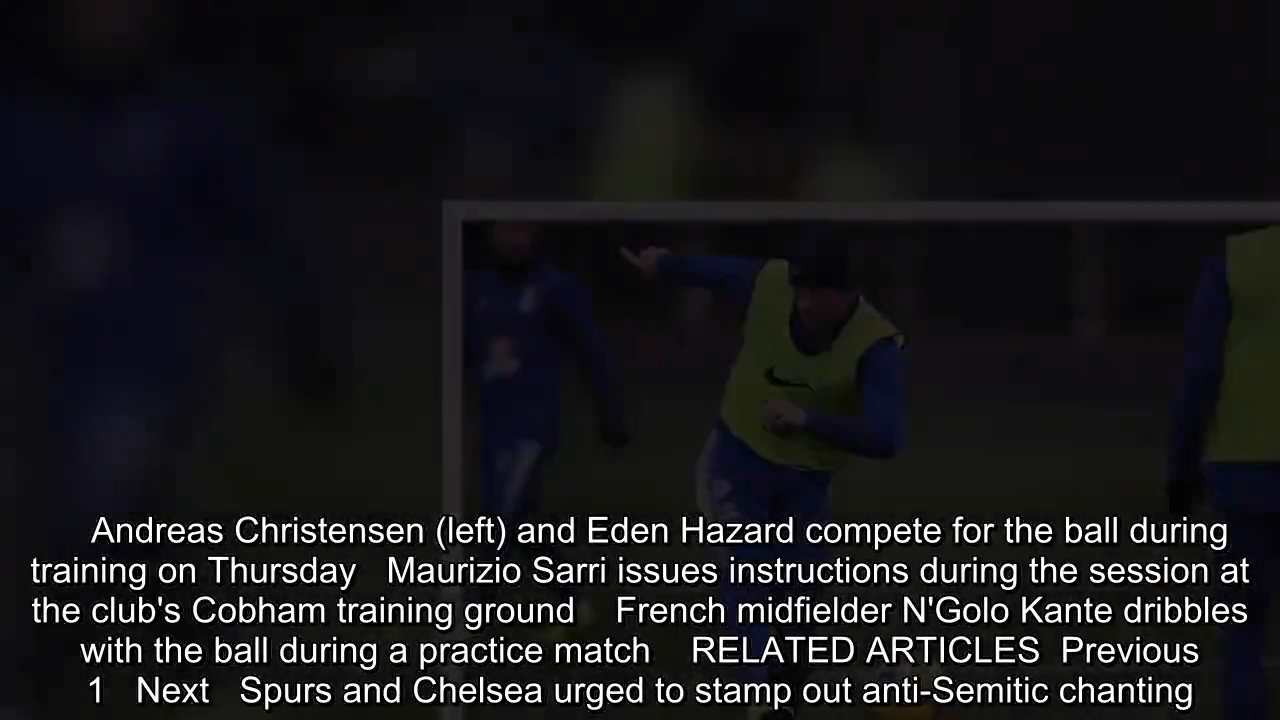 Andreas Christensen (left) and Eden Hazard compete for the ball during
training on Thursday   Maurizio Sarri issues instructions during the session at
the club's Cobham training ground    French midfielder N'Golo Kante dribbles
with the ball during a practice match    RELATED ARTICLES  Previous
1   Next   Spurs and Chelsea urged to stamp out anti-Semitic chanting